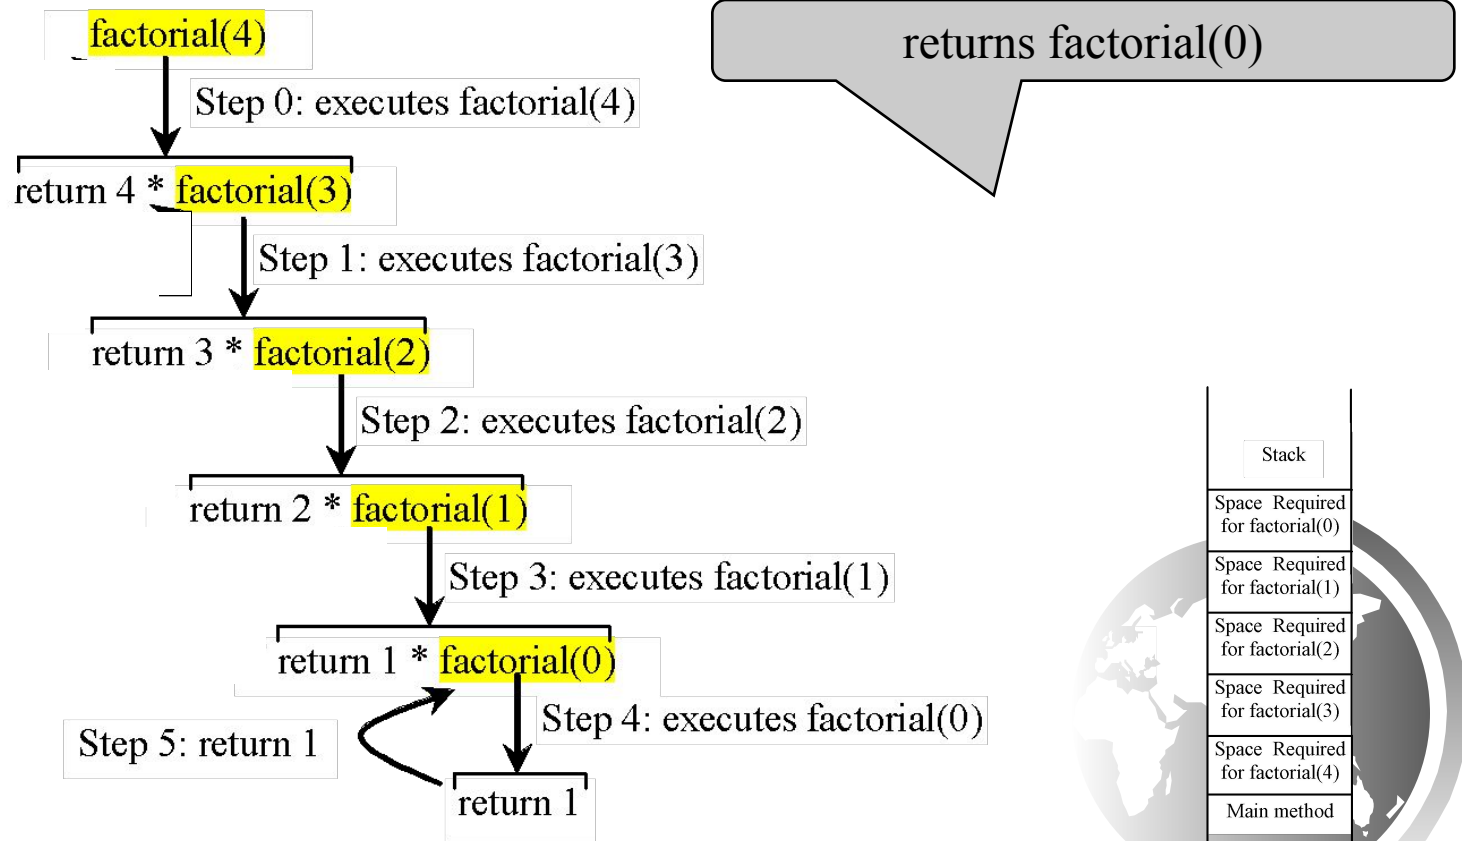 factorial(4)
returns factorial(0)
Step 0: executes factorial(4)
return 4 * factorial(3)
Step 1: executes factorial(3)
return 3 * factorial(2)
Step 2: executes factorial(2)
return 2 * factorial(1)
Step 3: executes factorial(1)
return 1 * factorial(0)
Step 4: executes factorial(0)
Step 5: return 1
return 1
Stack
Space Required
for factorial(0)
Space Required
for factorial(1)
Space Required
for factorial(2)
Space Required
for factorial(3)
Space Required
for factorial(4)
Main method